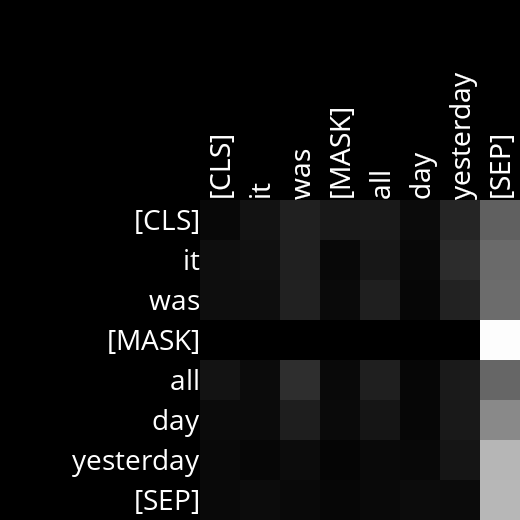 [CLS] it was [MASK] all day yesterday [SEP]
[CLS]
it
was
[MASK]
all
day
yesterday
[SEP]